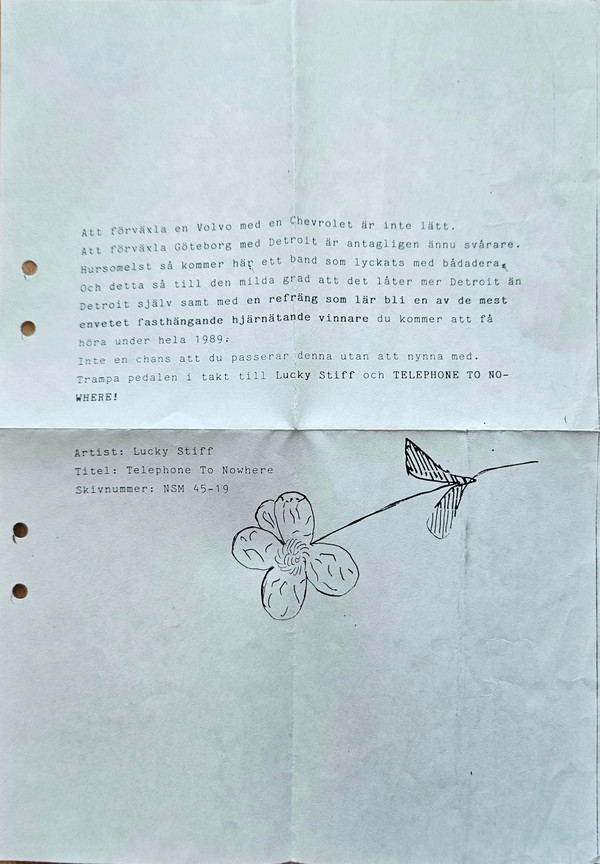 Att förväxla en Volvo med en Chevrolet är inte lätt.
Att förväxla Göteborg med Detroit är antagligen ännu svårare.
Hursomelst så kommer här ett band som lyckats med bådadera.
Och detta så till den milda grad att det låter mer Detroit än
Detroit själv samt med en refräng som lär bli en av de mest
envetet fasthängande hjärnätande vinnare du kommer att få
höra under hela 1989.
Inte en chans att du passerar denna utan att nynna med.
Trampa pedalen i takt till Lucky Stiff och TELEPHONE TO NO-
WHERE!
Artist: Lucky Stiff
Titel: Telephone To Nowhere
Skivnummer: NSM 45-19